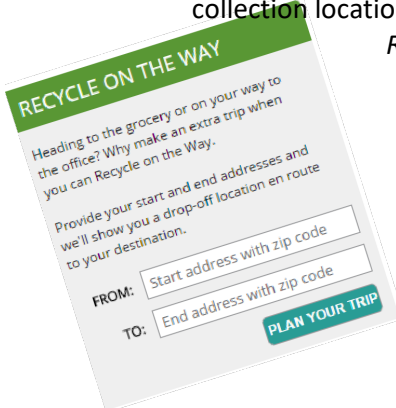 collection locatio
R
RECYCLE ON THE WAY
Heading to the grocery or on your way to
the office? Why make an extra trip when
you can Recycle on the Way.
Provide your start and end addresses and
we'll show you a drop-off location en route
to your destination.
FROM: Start address with zip code
TO: End address with zip code
PLAN YOUR TRIP